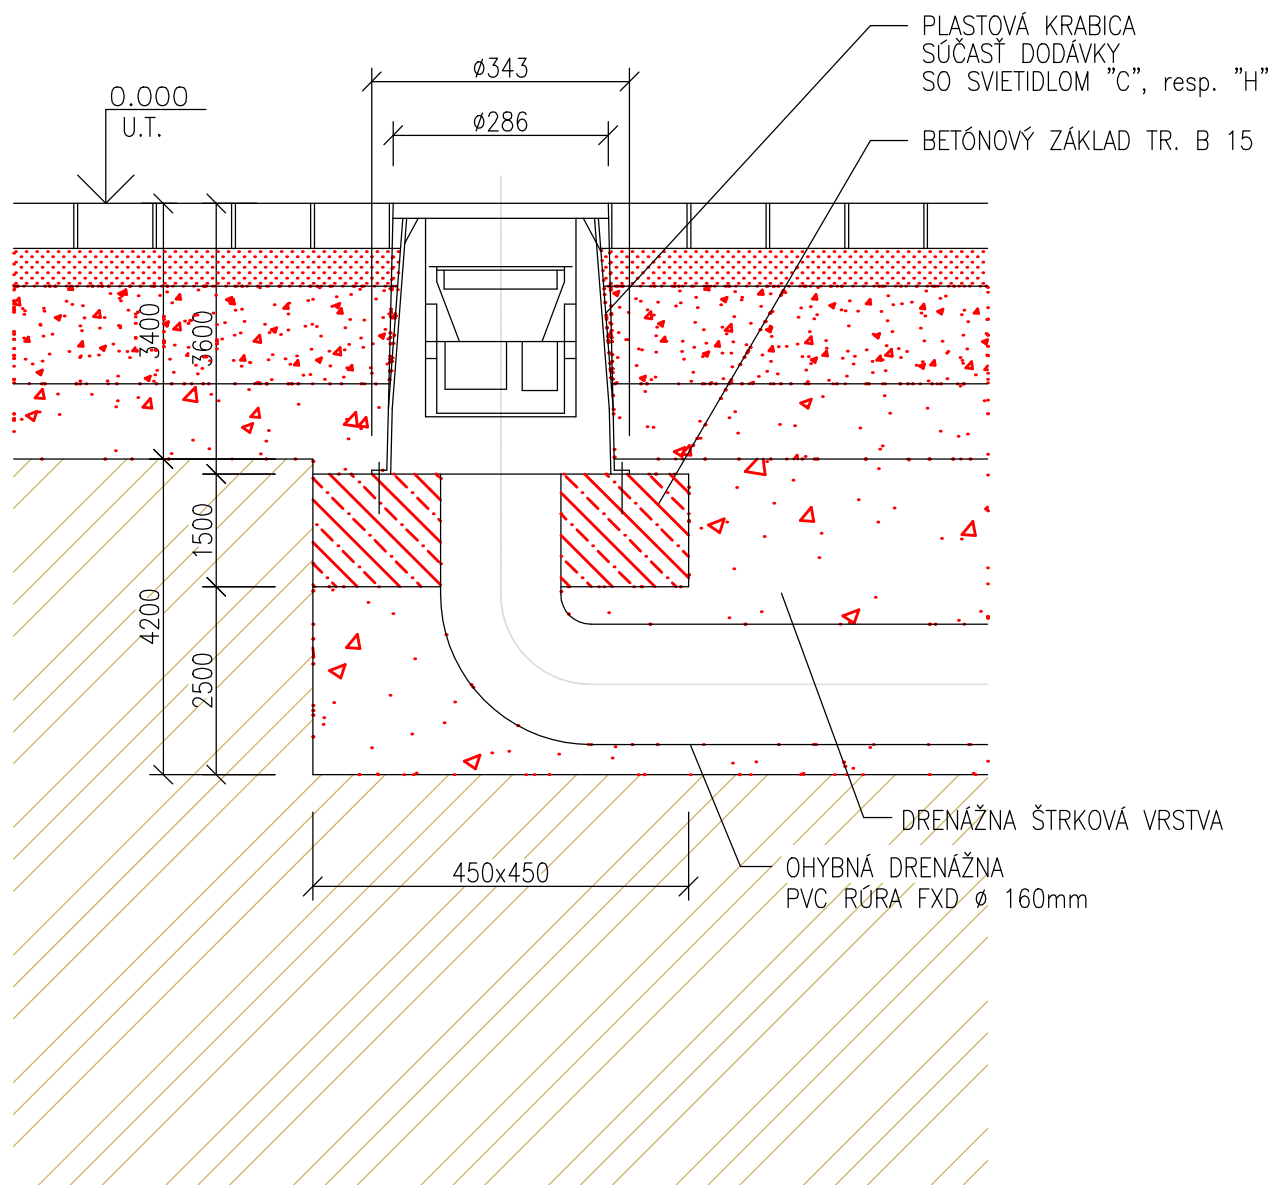 PLASTOVÁ KRABICA
SÚČASŤ DODÁVKY
SO SVIETIDLOM "C", resp. "H"
ø343
0.000
U.T.
ø286
BETÓNOVÝ ZÁKLAD TR. B 15
3400
3600
1500
4200
2500
DRENÁŽNA ŠTRKOVÁ VRSTVA
450x450
OHYBNÁ DRENÁŽNA
PVC RÚRA FXD ø 160mm